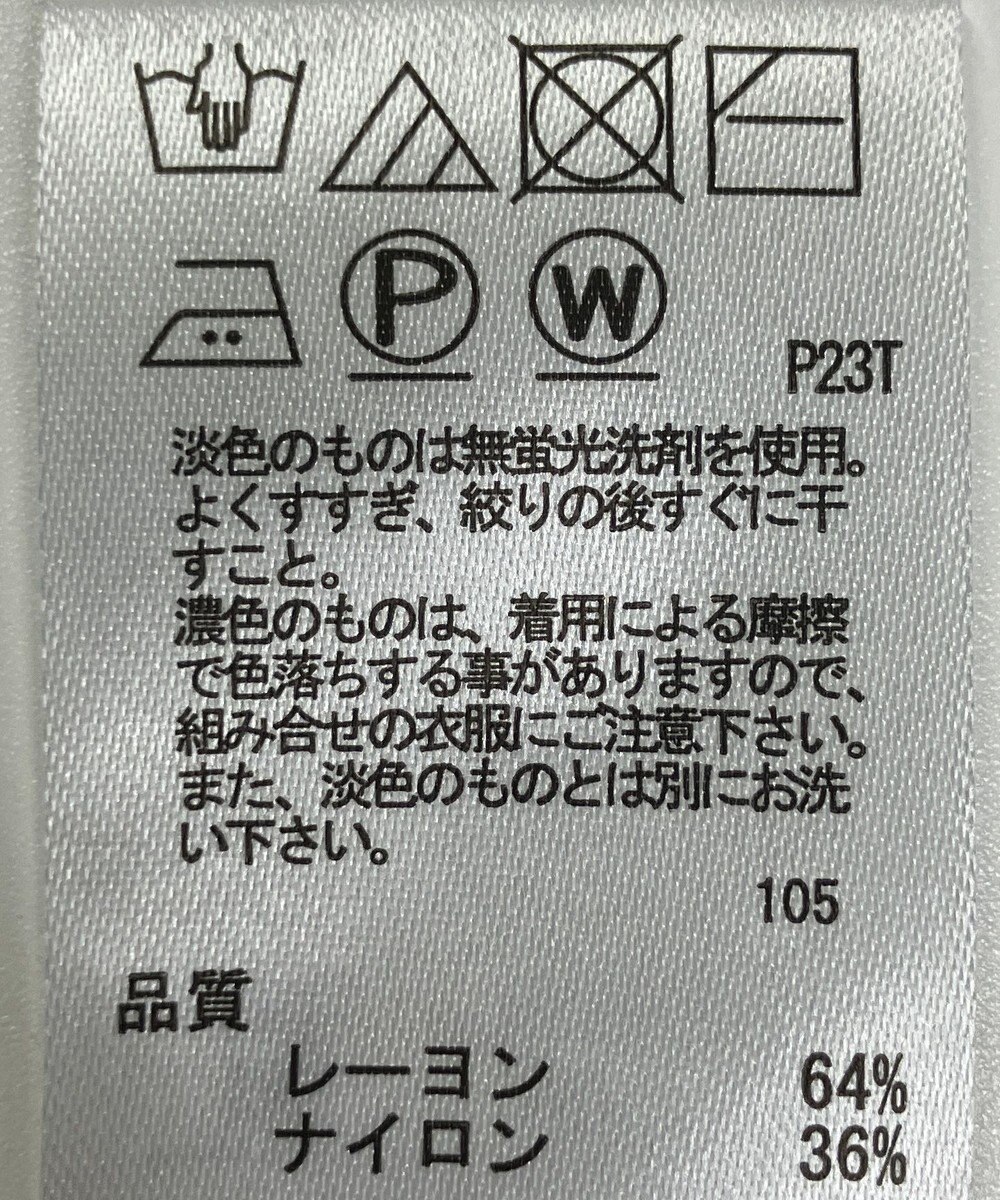 P W
P23T
淡色のものは無蛍光洗剤を使用。
よくすすぎ、絞りの後すぐに干
すこと。
濃色のものは、着用による摩擦
で色落ちする事がありますので、
組み合せの衣服にご注意下さい。
また、淡色のものとは別にお洗
い下さい。
105
品質
レーヨン 64%
ナイロン 36%